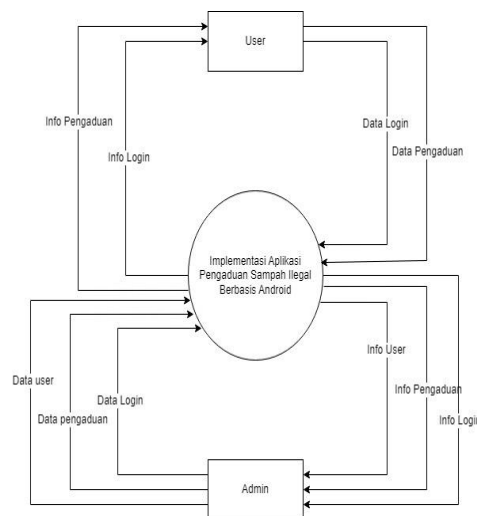 User
Info Pengaduan
Data Login
Info Login
Data Pengaduan
Implementasi Aplikasi
Pengaduan Sampah Ilegal
Berbasis Android
Info User
Data user
Info Pengaduan
Data Login
Data pengaduan
Info Login
Admin